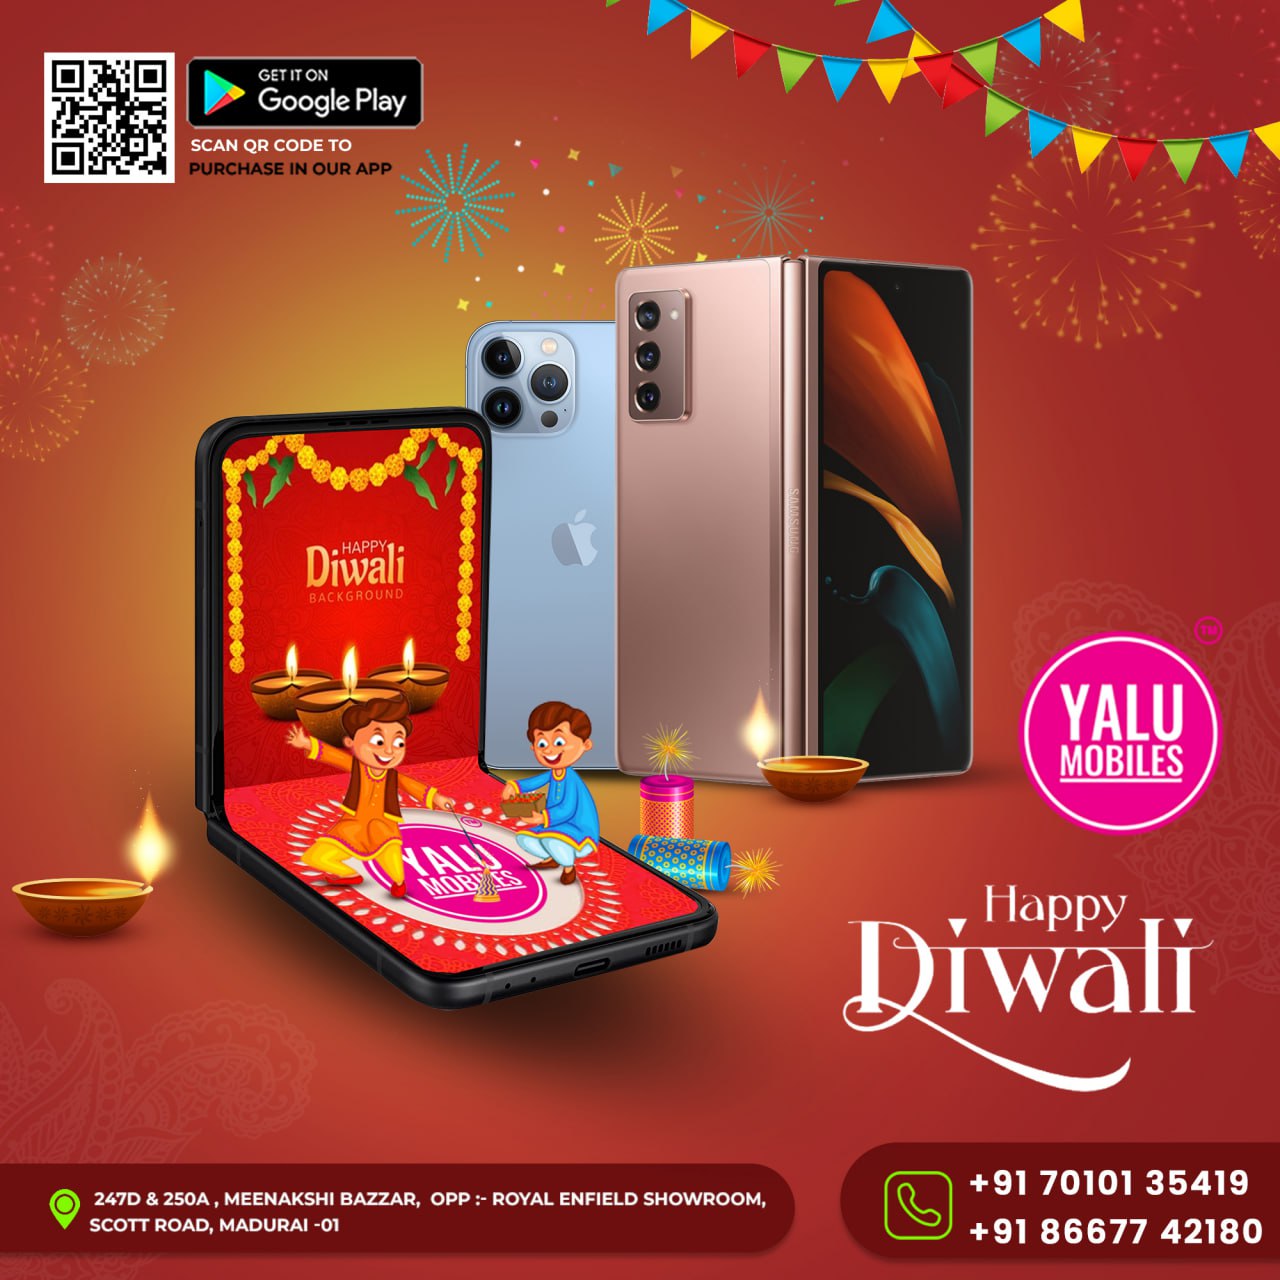 GET IT ON
Google Play
SCAN QR CODE TO
PURCHASE IN OUR APP
SAMSUNG
HAPPY
Diwali
BACKGROUND
TM
YALU
MOBILES
YALU
MOBILES
Happy
Diwali
247D & 250A , MEENAKSHI BAZZAR, OPP :- ROYAL ENFIELD SHOWROOM,
SCOTT ROAD, MADURAI -01
+91 70101 35419
+91 86677 42180